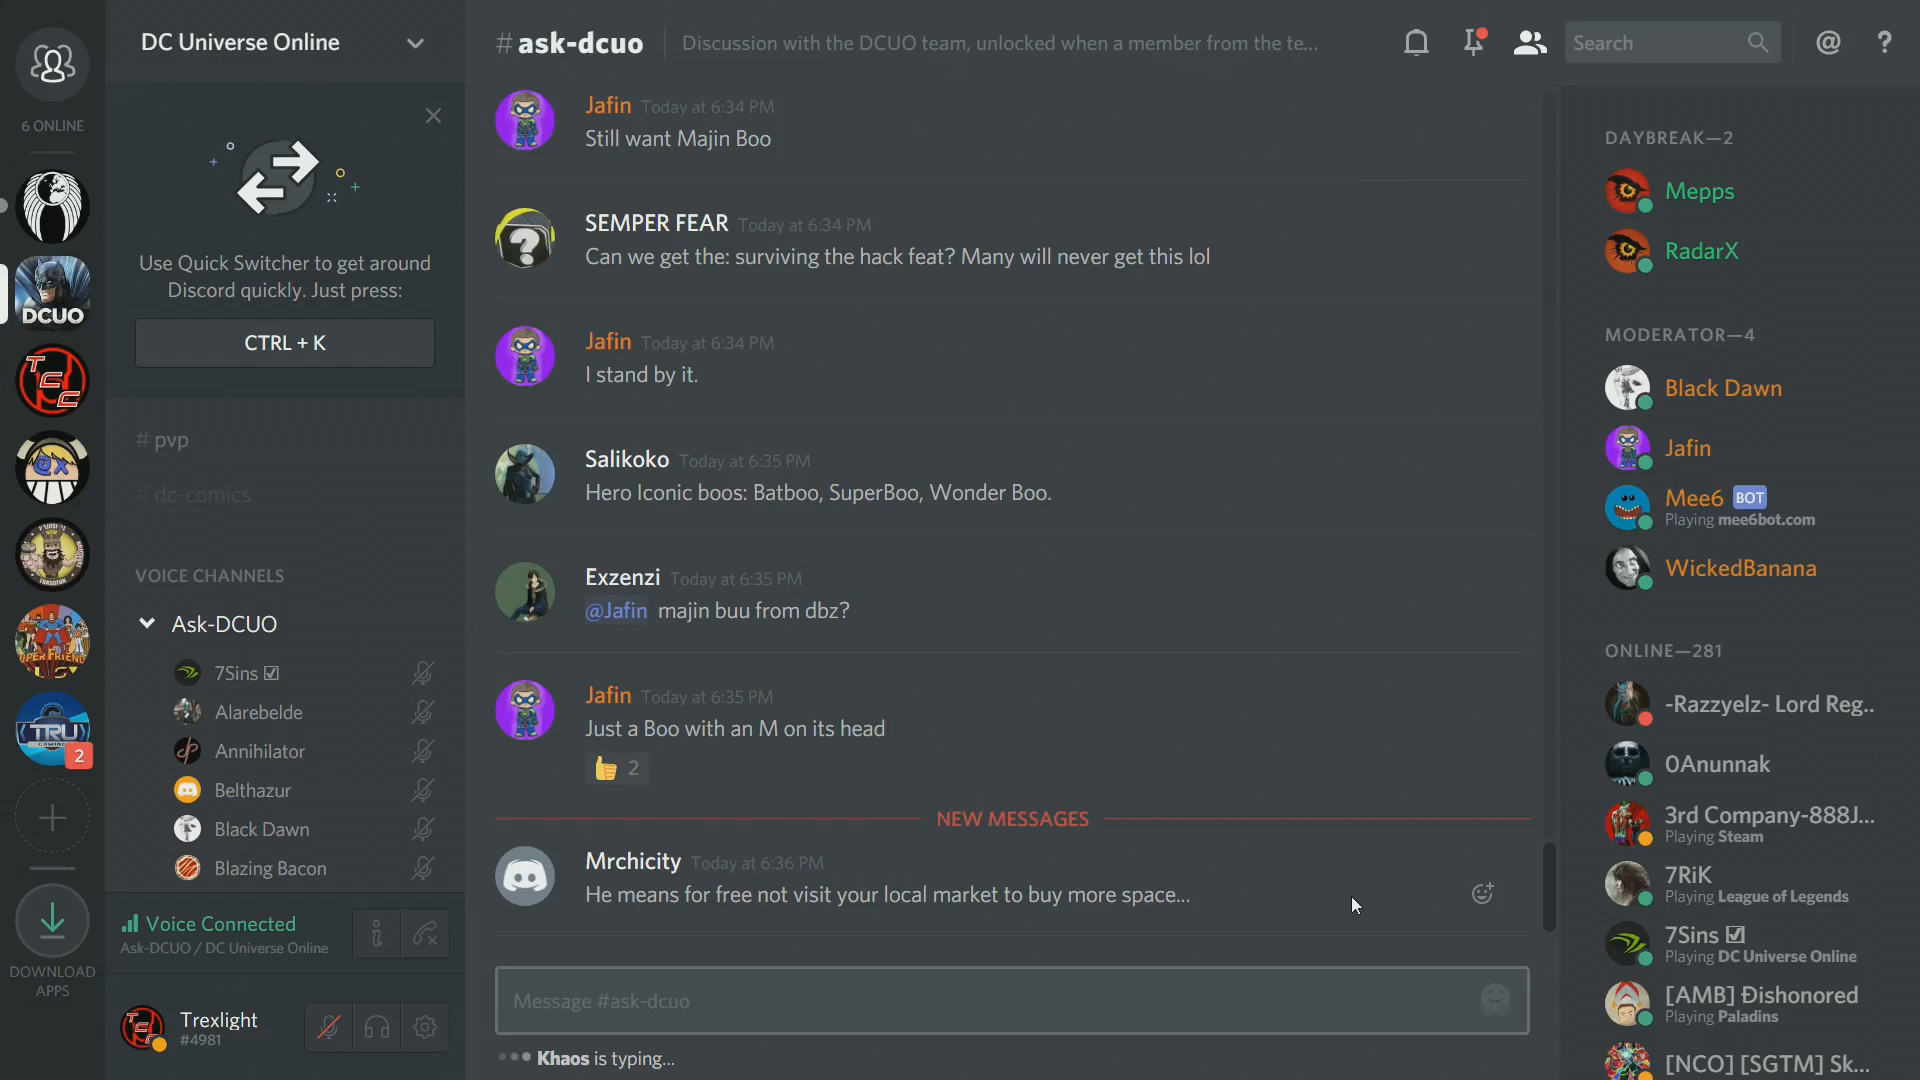 6 ONLINE
DCUO
TCC
@X
TRU
GAMING
2
DOWNLOAD
APPS
DC Universe Online
Use Quick Switcher to get around
Discord quickly. Just press:
CTRL + K
# pvp
# dc-comics
VOICE CHANNELS
Ask-DCUO
7Sins ☑
Alarebelde
Annihilator
Belthazur
Black Dawn
Blazing Bacon
Voice Connected
Ask-DCUO / DC Universe Online
Trexlight
#4981
# ask-dcuo
Discussion with the DCUO team, unlocked when a member from the te...
Search
@ ?
Jafin Today at 6:34 PM
Still want Majin Boo
SEMPER FEAR Today at 6:34 PM
Can we get the: surviving the hack feat? Many will never get this lol
Jafin Today at 6:34 PM
I stand by it.
Salikoko Today at 6:35 PM
Hero Iconic boos: Batboo, SuperBoo, Wonder Boo.
Exzenzi Today at 6:35 PM
@Jafin majin buu from dbz?
Jafin Today at 6:35 PM
Just a Boo with an M on its head
👍 2
NEW MESSAGES
Mrchicity Today at 6:36 PM
He means for free not visit your local market to buy more space...
Message #ask-dcuo
Khaos is typing...
DAYBREAK—2
Mepps
RadarX
MODERATOR—4
Black Dawn
Jafin
Mee6 BOT
Playing mee6bot.com
WickedBanana
ONLINE—281
-Razzyelz- Lord Reg..
0Anunnak
3rd Company-888J...
Playing Steam
7RiK
Playing League of Legends
7Sins ☑
Playing DC Universe Online
[AMB] Đishonored
Playing Paladins
[NCO] [SGTM] Sk...